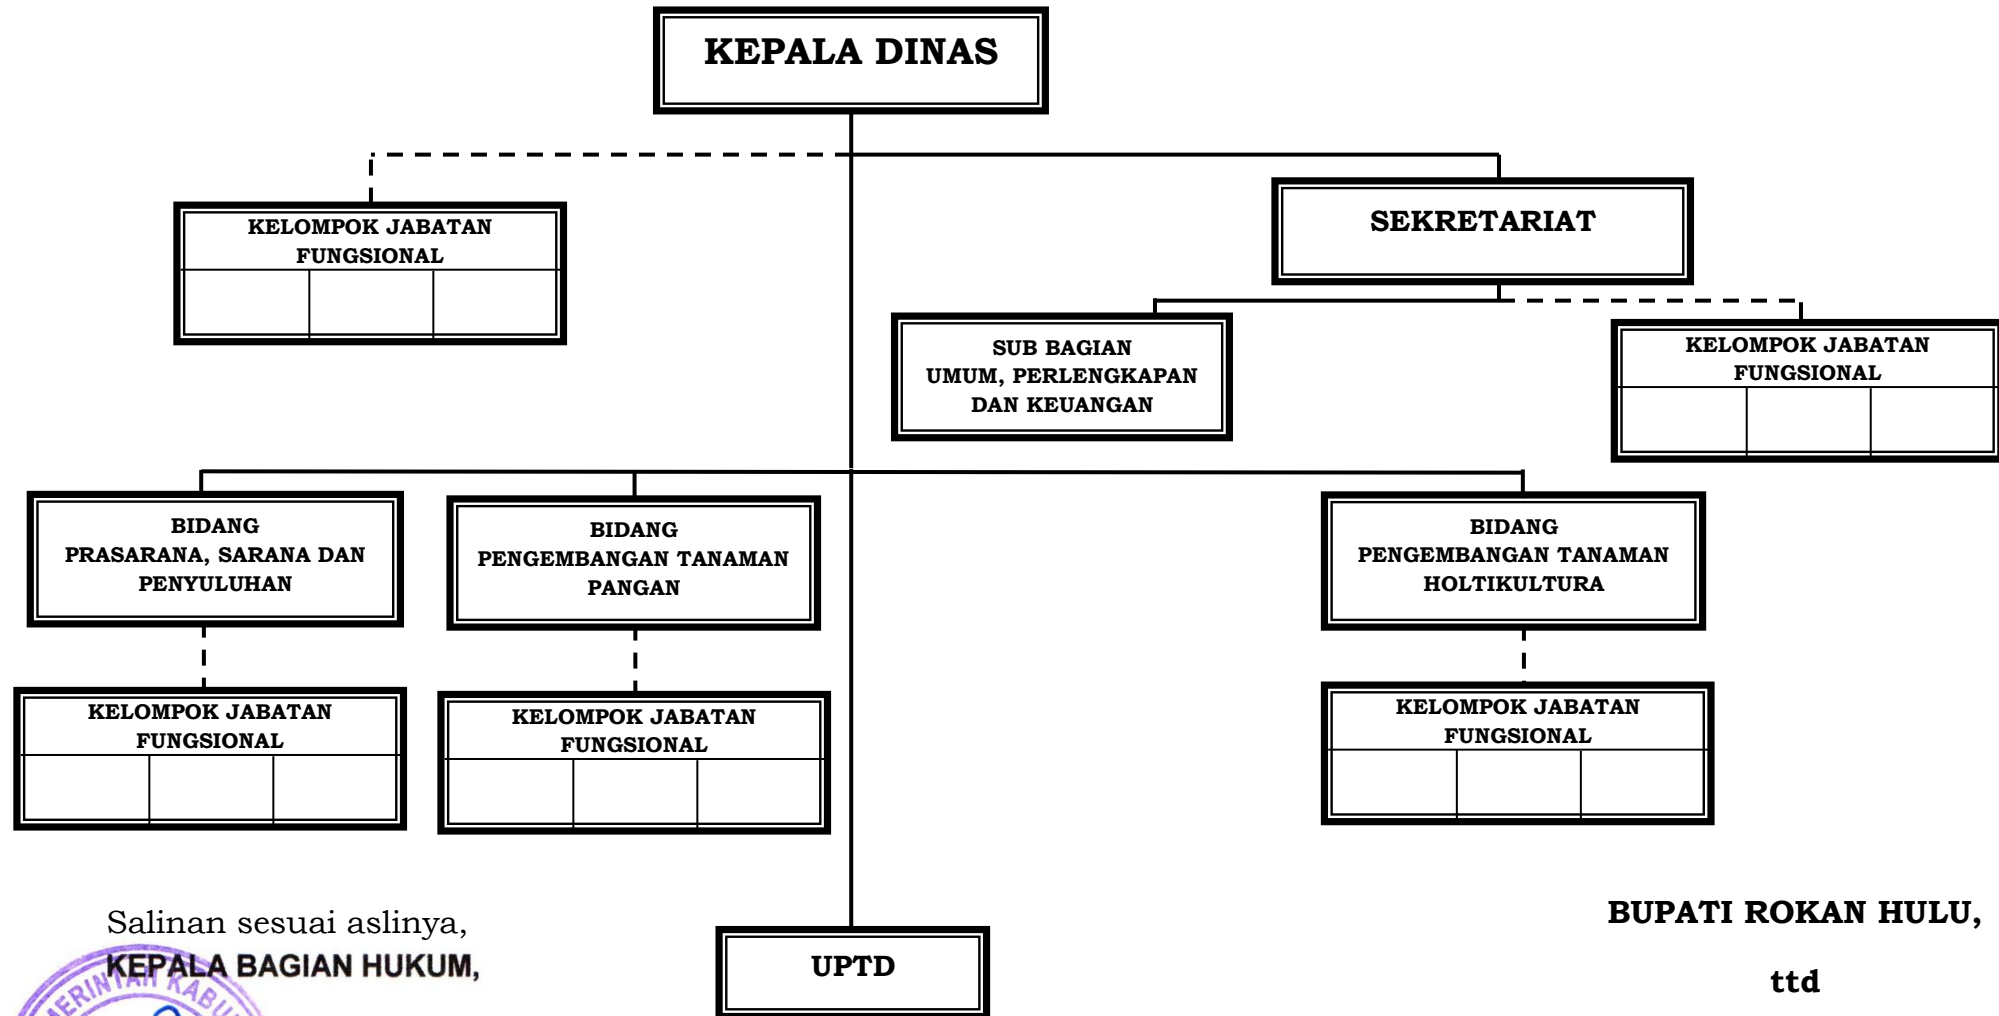 KEPALA DINAS
KELOMPOK JABATAN
FUNGSIONAL
SEKRETARIAT
SUB BAGIAN
UMUM, PERLENGKAPAN
DAN KEUANGAN
KELOMPOK JABATAN
FUNGSIONAL
BIDANG
PRASARANA, SARANA DAN
PENYULUHAN
BIDANG
PENGEMBANGAN TANAMAN
PANGAN
BIDANG
PENGEMBANGAN TANAMAN
HOLTIKULTURA
KELOMPOK JABATAN
FUNGSIONAL
KELOMPOK JABATAN
FUNGSIONAL
KELOMPOK JABATAN
FUNGSIONAL
Salinan sesuai aslinya,
KEPALA BAGIAN HUKUM,
UPTD
BUPATI ROKAN HULU,
ttd